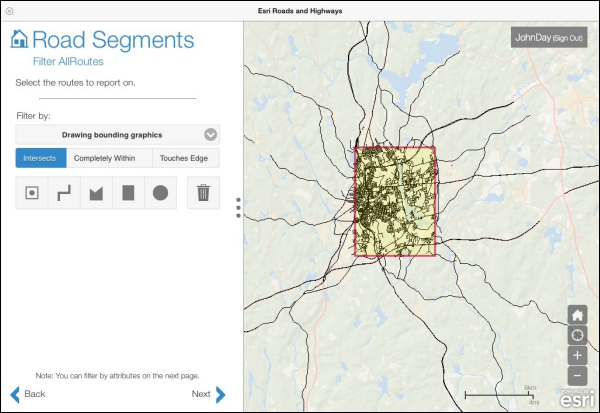 Esri Roads and Highways
Road Segments
Filter AllRoutes
Select the routes to report on.
Filter by:
Drawing bounding graphics
Intersects
Completely Within
Touches Edge
Note: You can filter by attributes on the next page.
Back
Next
JohnDay (Sign Out)
6km
4mi
esri